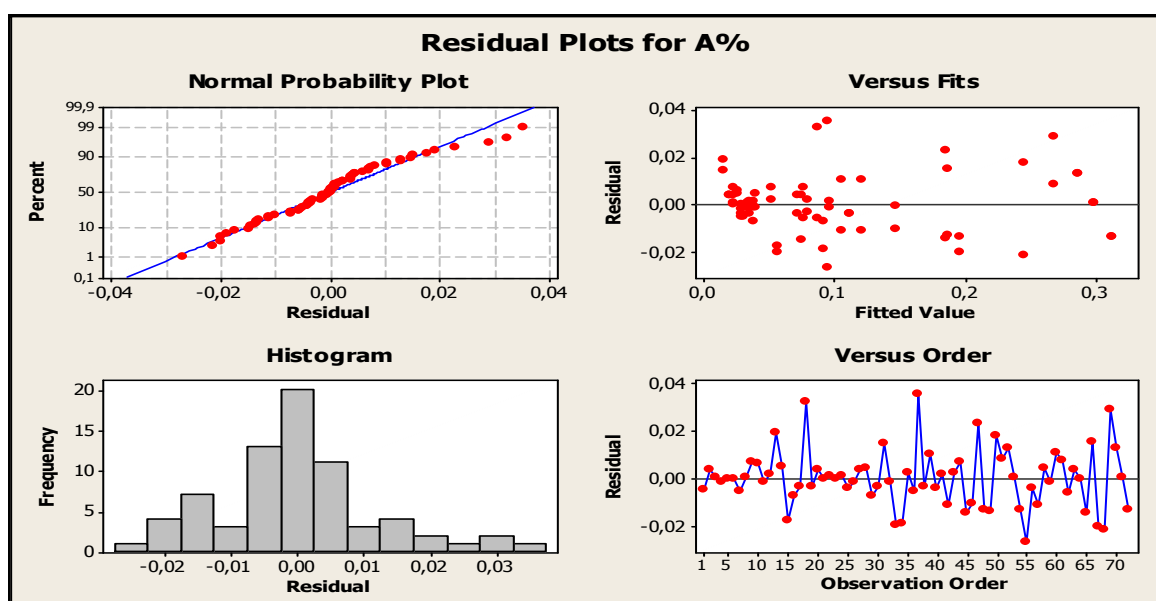 Residual Plots for A%
Normal Probability Plot
Percent
99,9
99
90
50
10
1
0,1
-0,04 -0,02 0,00 0,02 0,04
Residual
Versus Fits
Residual
0,04
0,02
0,00
-0,02
0,0 0,1 0,2 0,3
Fitted Value
Histogram
Frequency
20
15
10
5
0
-0,02 -0,01 0,00 0,01 0,02 0,03
Residual
Versus Order
Residual
0,04
0,02
0,00
-0,02
1 5 10 15 20 25 30 35 40 45 50 55 60 65 70
Observation Order